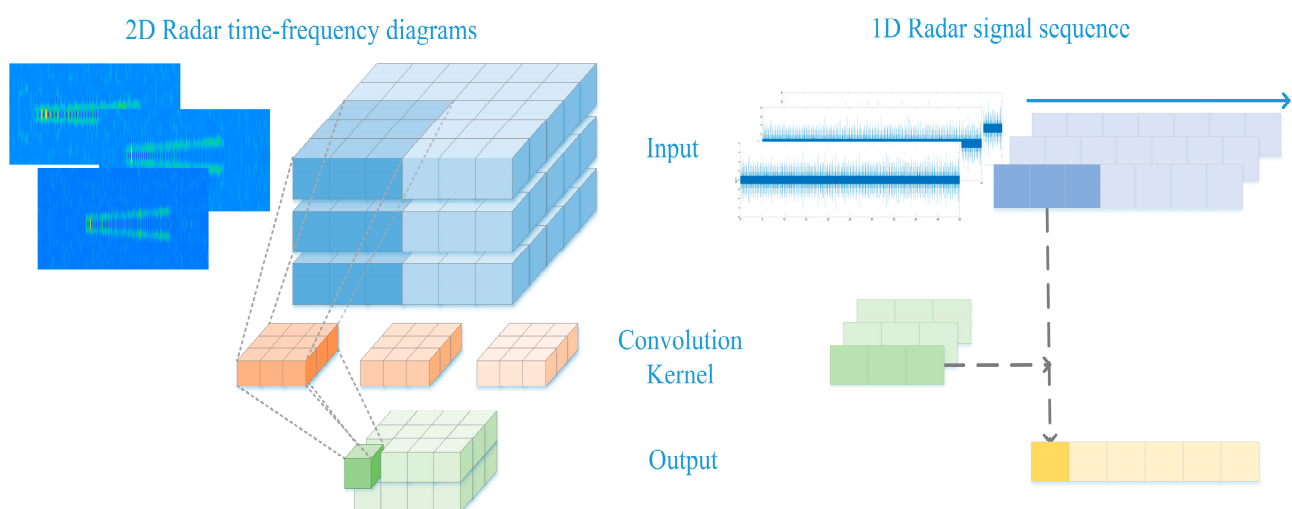 2D Radar time-frequency diagrams
1D Radar signal sequence
Input
Convolution
Kernel
Output